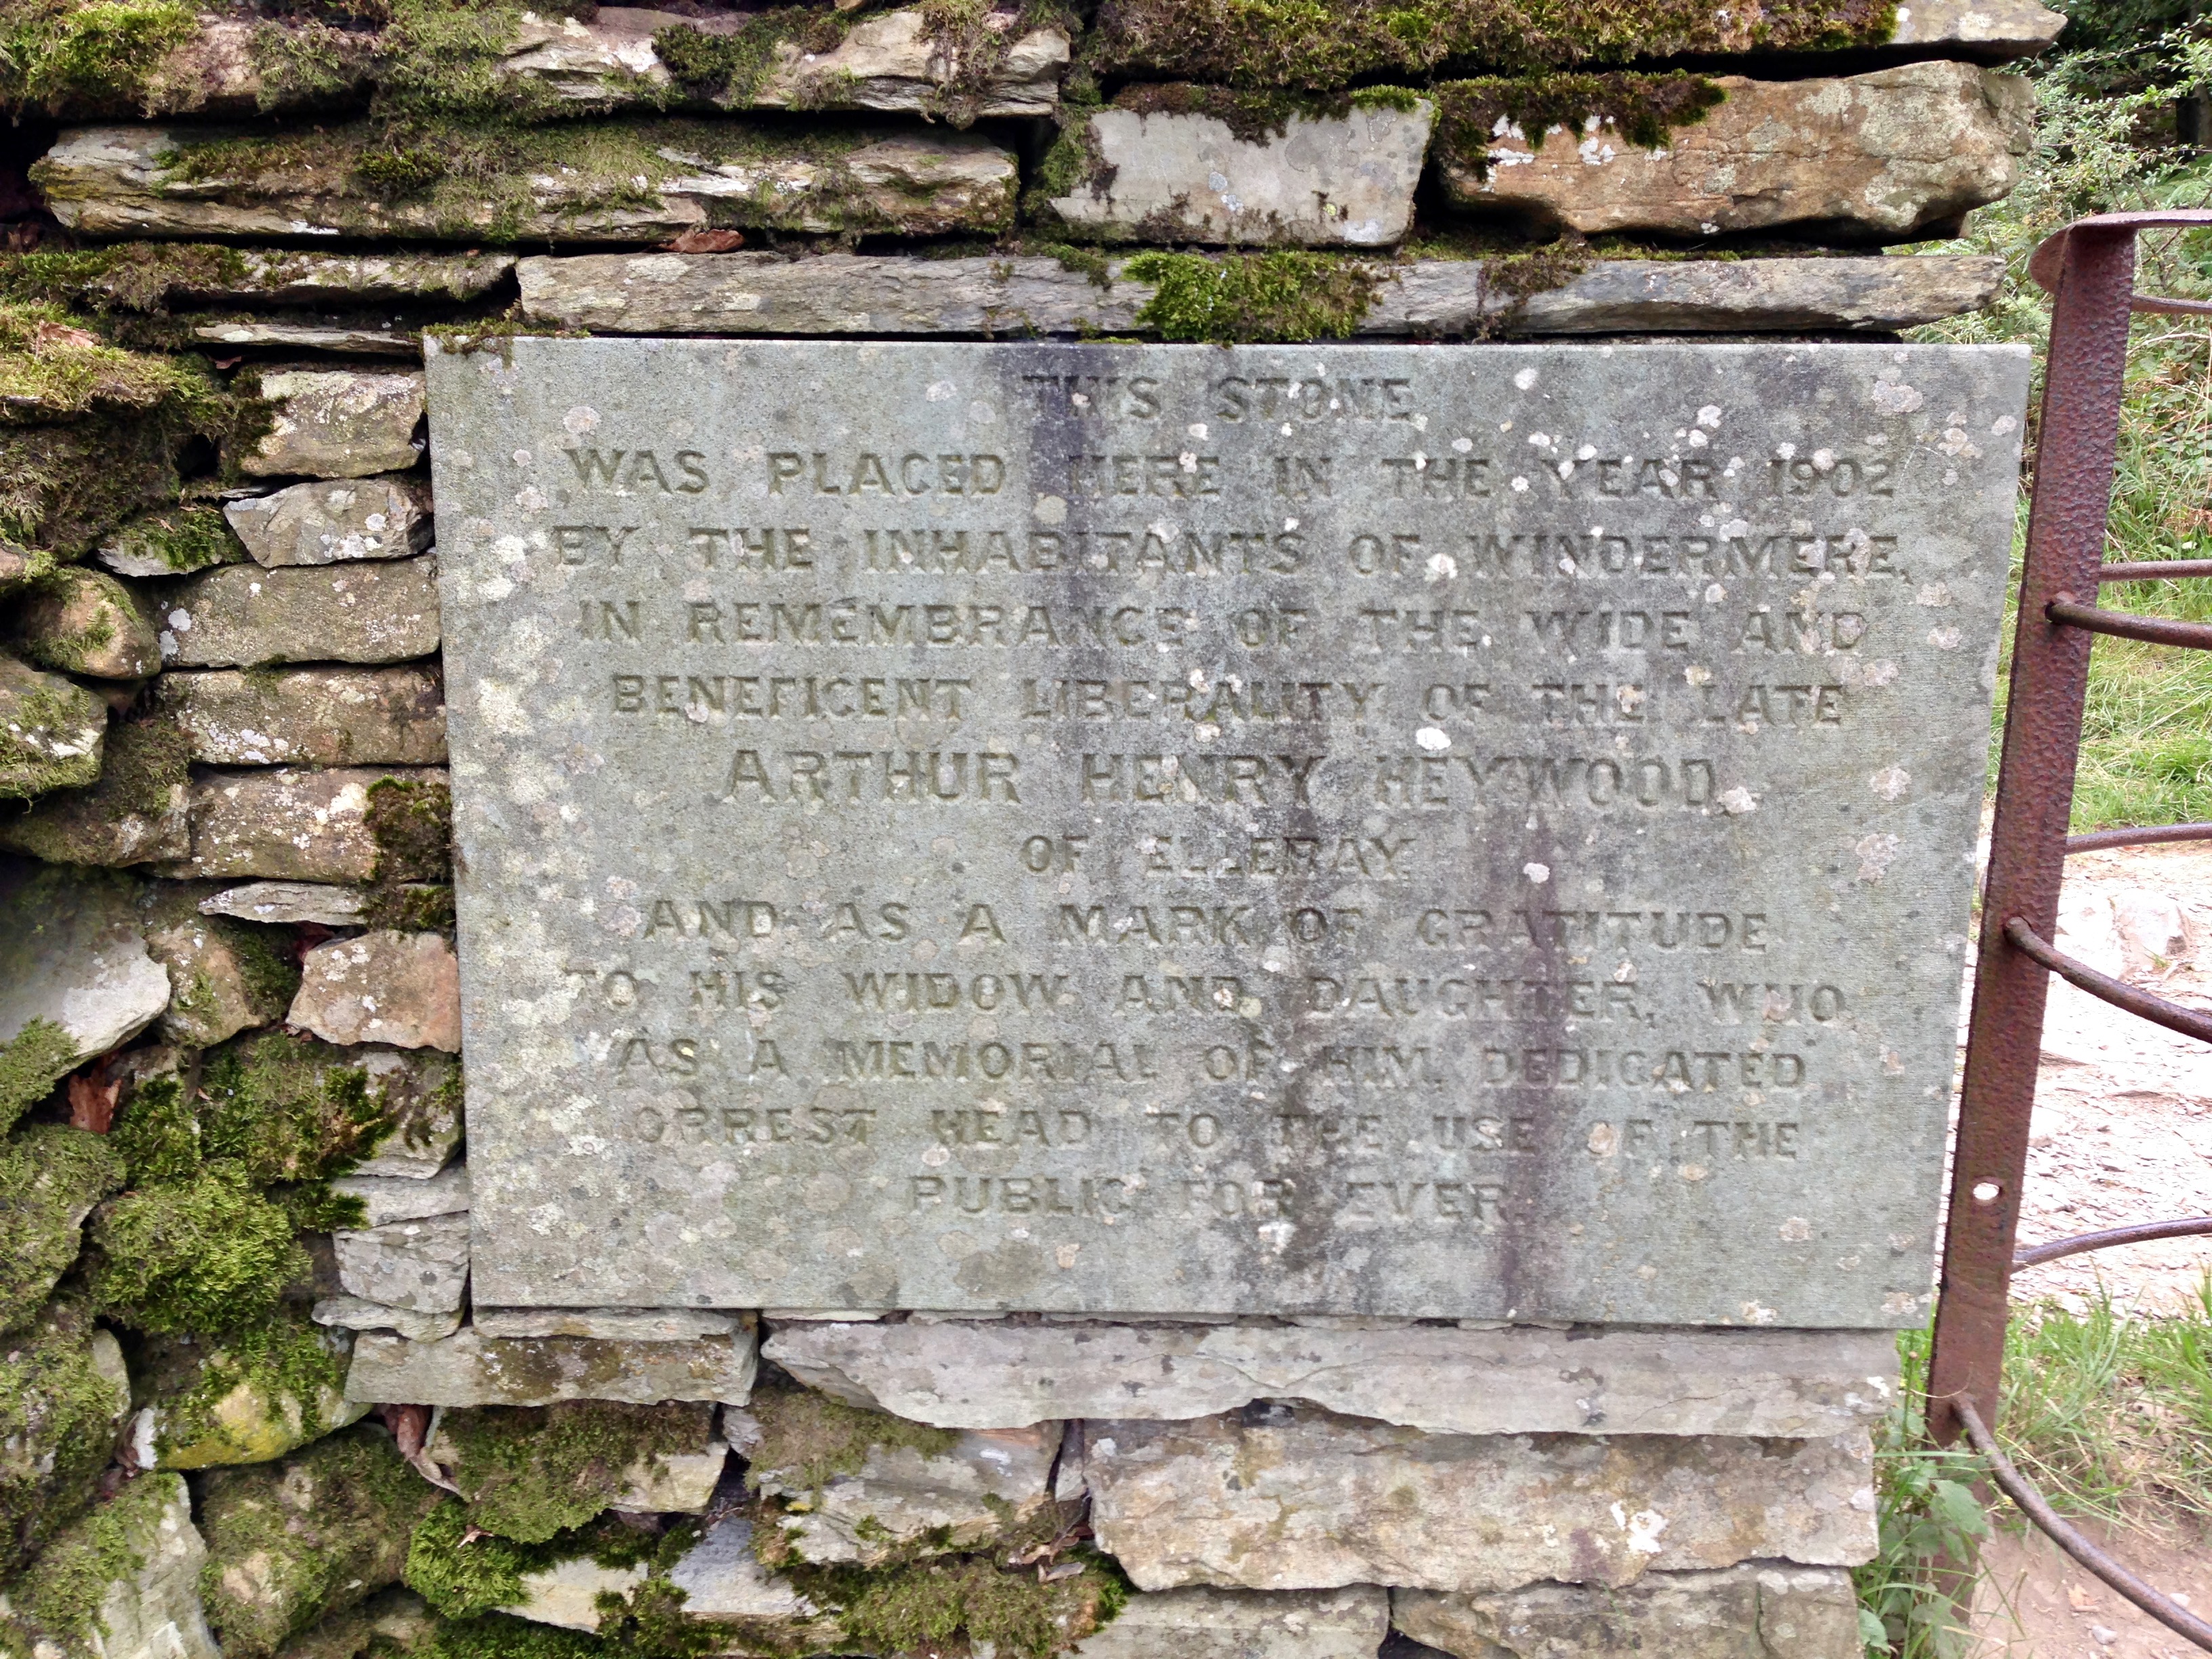 THIS STONE
WAS PLACED HERE IN THE YEAR 1902
BY THE INHABITANTS OF WINDERMERE,
IN REMEMBRANCE OF THE WIDE AND
BENEFICENT LIBERALITY OF THE LATE
ARTHUR HENRY HEYWOOD,
OF ELLERAY.
AND AS A MARK OF GRATITUDE
TO HIS WIDOW AND DAUGHTER, WHO,
AS A MEMORIAL OF HIM, DEDICATED
ORREST HEAD TO THE USE OF THE
PUBLIC FOR EVER.